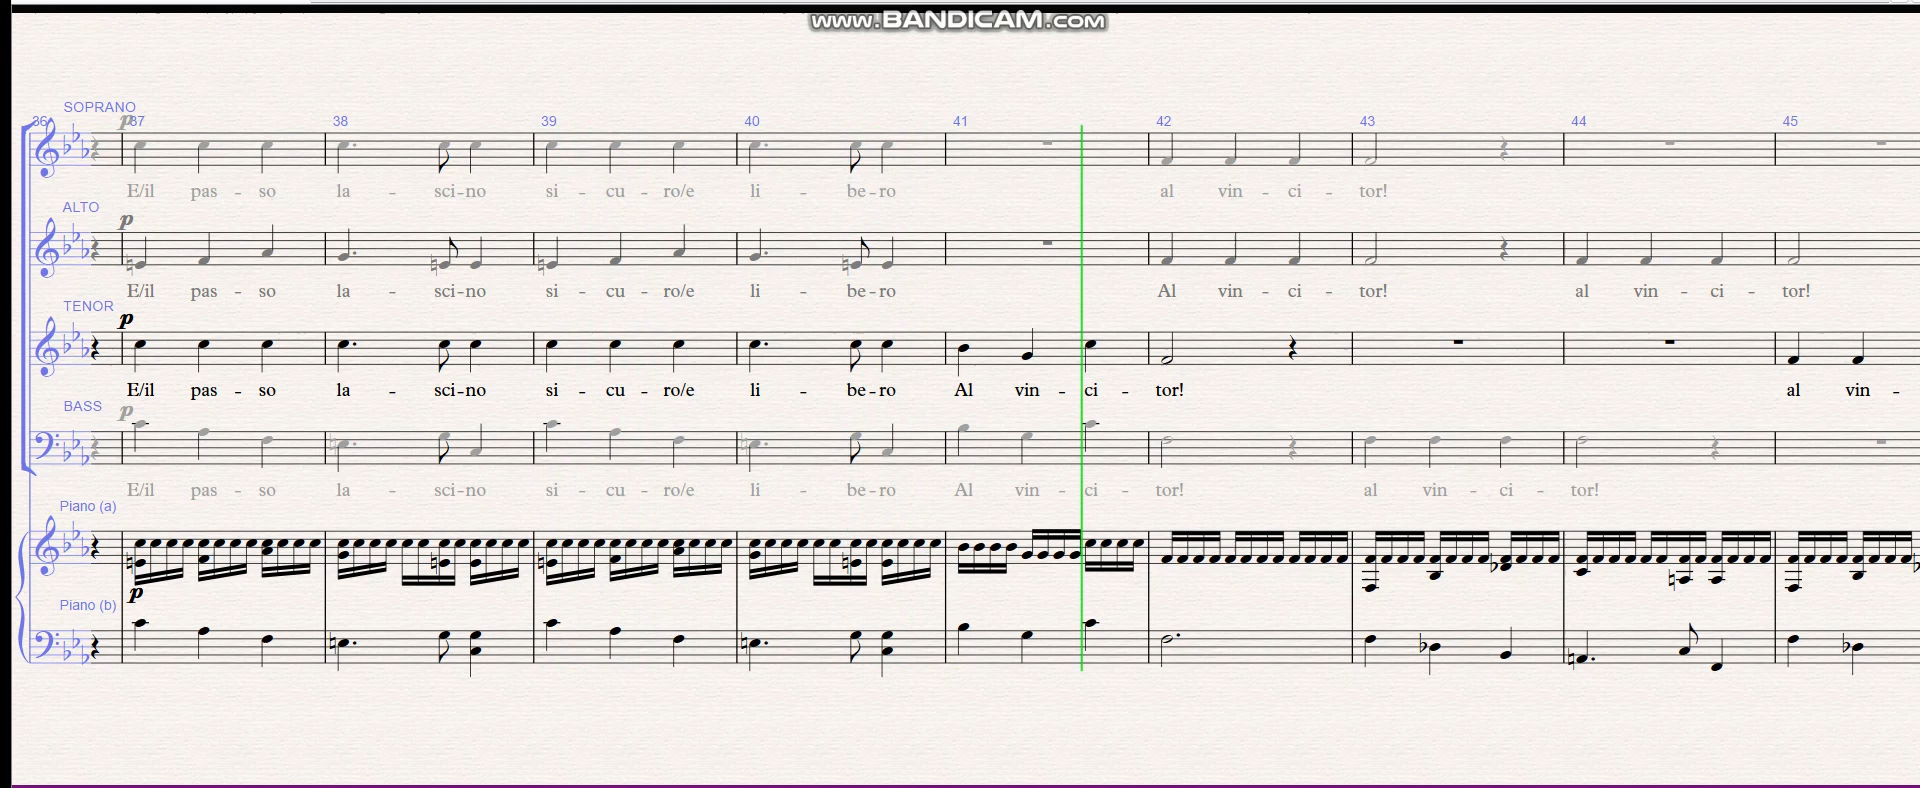 www.BANDICAM.com
SOPRANO
36 37 38 39 40 41 42 43 44 45
p
E/il pas - so la - sci-no si - cu - ro/e li - be-ro al vin - ci - tor!
ALTO
p
E/il pas - so la - sci-no si - cu - ro/e li - be-ro Al vin - ci - tor! al vin - ci - tor!
TENOR
p
E/il pas - so la - sci-no si - cu - ro/e li - be-ro Al vin - ci - tor! al vin -
BASS
p
E/il pas - so la - sci-no si - cu - ro/e li - be-ro Al vin - ci - tor! al vin - ci - tor!
Piano (a)
p
Piano (b)